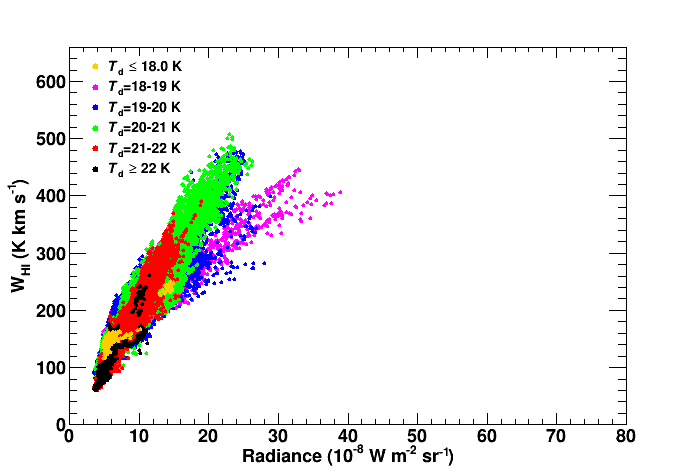 T_d ≤ 18.0 K
T_d=18-19 K
T_d=19-20 K
T_d=20-21 K
T_d=21-22 K
T_d ≥ 22 K
600
500
400
300
200
100
0
W_HI (K km s^-1)
0 10 20 30 40 50 60 70 80
Radiance (10^-8 W m^-2 sr^-1)